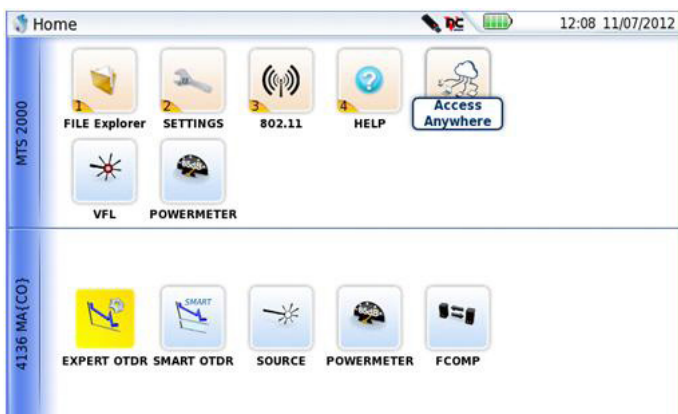 Home
DC
12:08 11/07/2012
MTS 2000
1
2
3
4
FILE Explorer SETTINGS 802.11 HELP Access Anywhere
VFL POWERMETER
4136 MA{CO}
SMART
EXPERT OTDR SMART OTDR SOURCE POWERMETER FCOMP